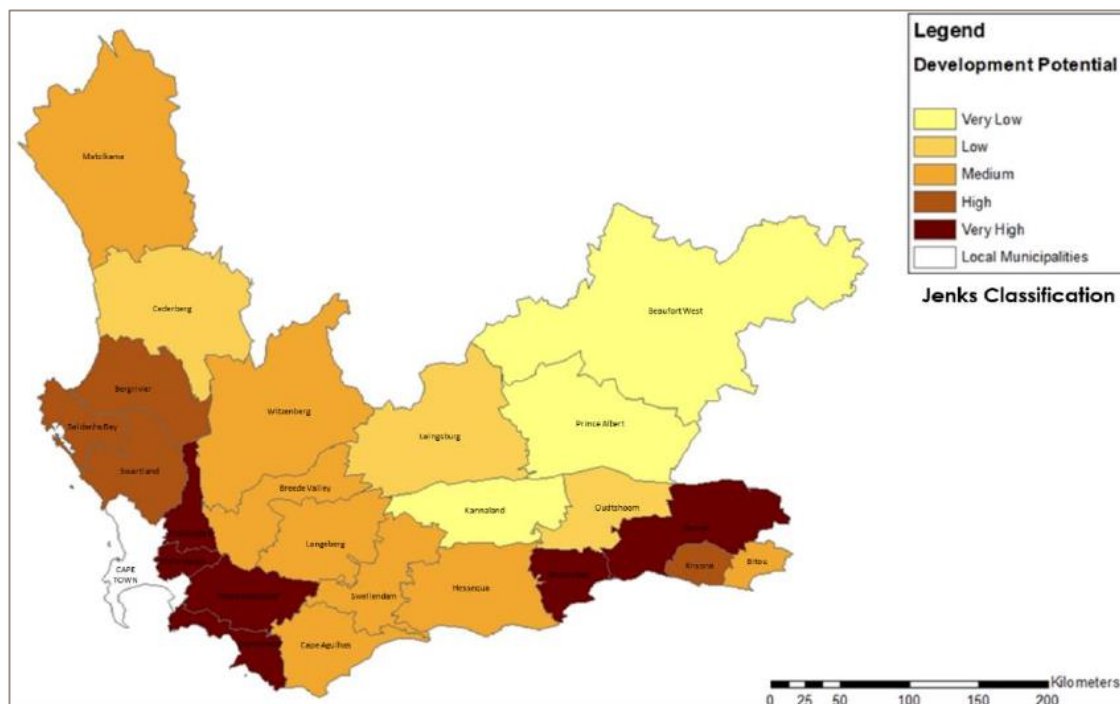 Legend
Development Potential
Very Low
Low
Medium
High
Very High
Local Municipalities
Jenks Classification
Matzikama
Cederberg
Beaufort West
Bergrivier
Witzenberg
Saldanha Bay
Prince Albert
Laingsburg
Swartland
Breede Valley
Kannaland
Oudtshoorn
Langeberg
CAPE
TOWN
Knysna
Bitou
Hessequa
Swellendam
Cape Agulhas
Kilometers
0 25 50 100 150 200